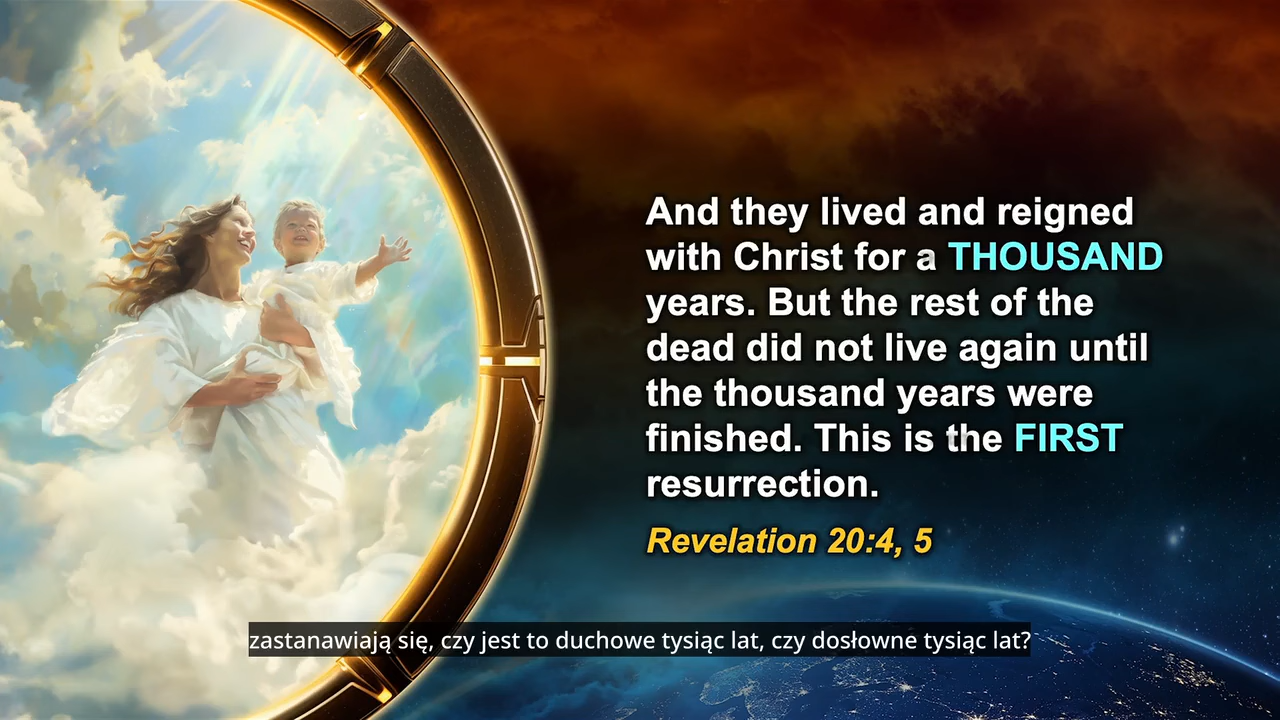 And they lived and reigned
with Christ for a THOUSAND
years. But the rest of the
dead did not live again until
the thousand years were
finished. This is the FIRST
resurrection.
Revelation 20:4, 5
zastanawiają się, czy jest to duchowe tysiąc lat, czy dosłowne tysiąc lat?